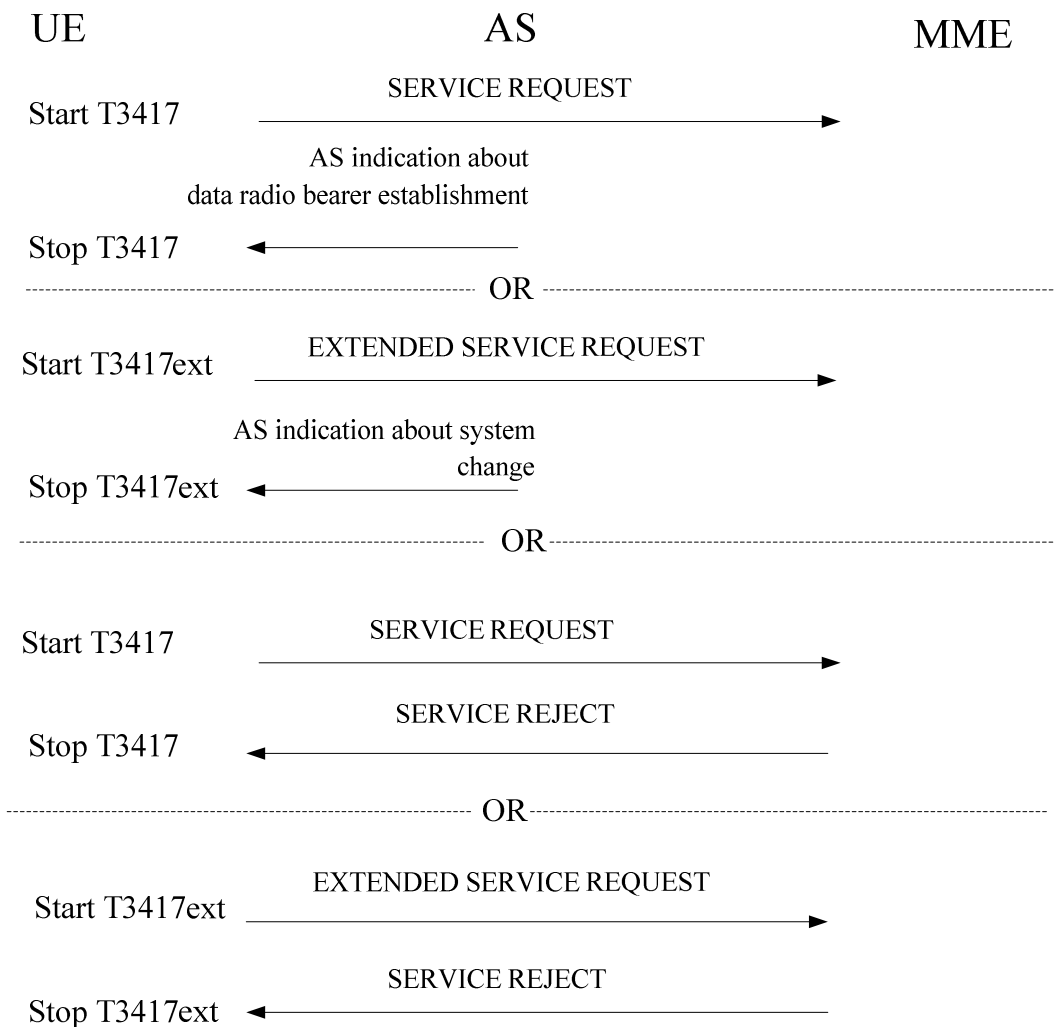 UE AS MME
SERVICE REQUEST
Start T3417
AS indication about
data radio bearer establishment
Stop T3417
OR
EXTENDED SERVICE REQUEST
Start T3417ext
AS indication about system
change
Stop T3417ext
OR
SERVICE REQUEST
Start T3417
SERVICE REJECT
Stop T3417
OR
EXTENDED SERVICE REQUEST
Start T3417ext
SERVICE REJECT
Stop T3417ext